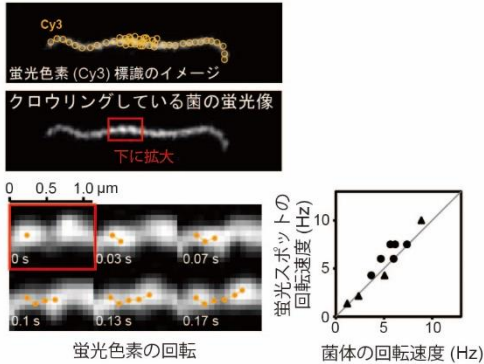 Cy3
蛍光色素 (Cy3) 標識のイメージ
クロウリングしている菌の蛍光像
下に拡大
0 0.5 1.0 µm
0 s 0.03 s 0.07 s
0.1 s 0.13 s 0.17 s
蛍光色素の回転
蛍光スポットの
回転速度 (Hz)
10
5
0
0 5 10
菌体の回転速度 (Hz)